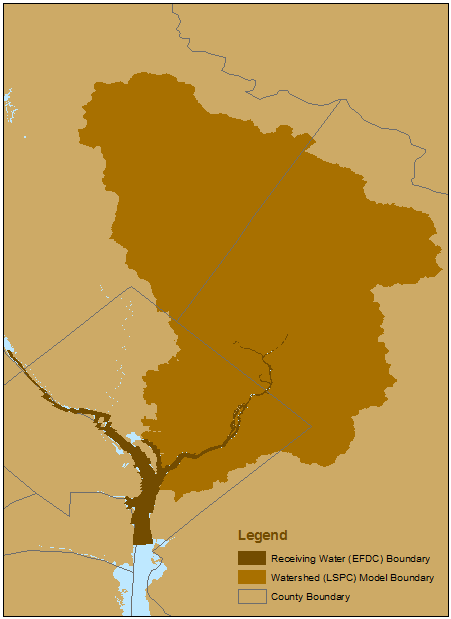 Legend
Receiving Water (EFDC) Boundary
Watershed (LSPC) Model Boundary
County Boundary